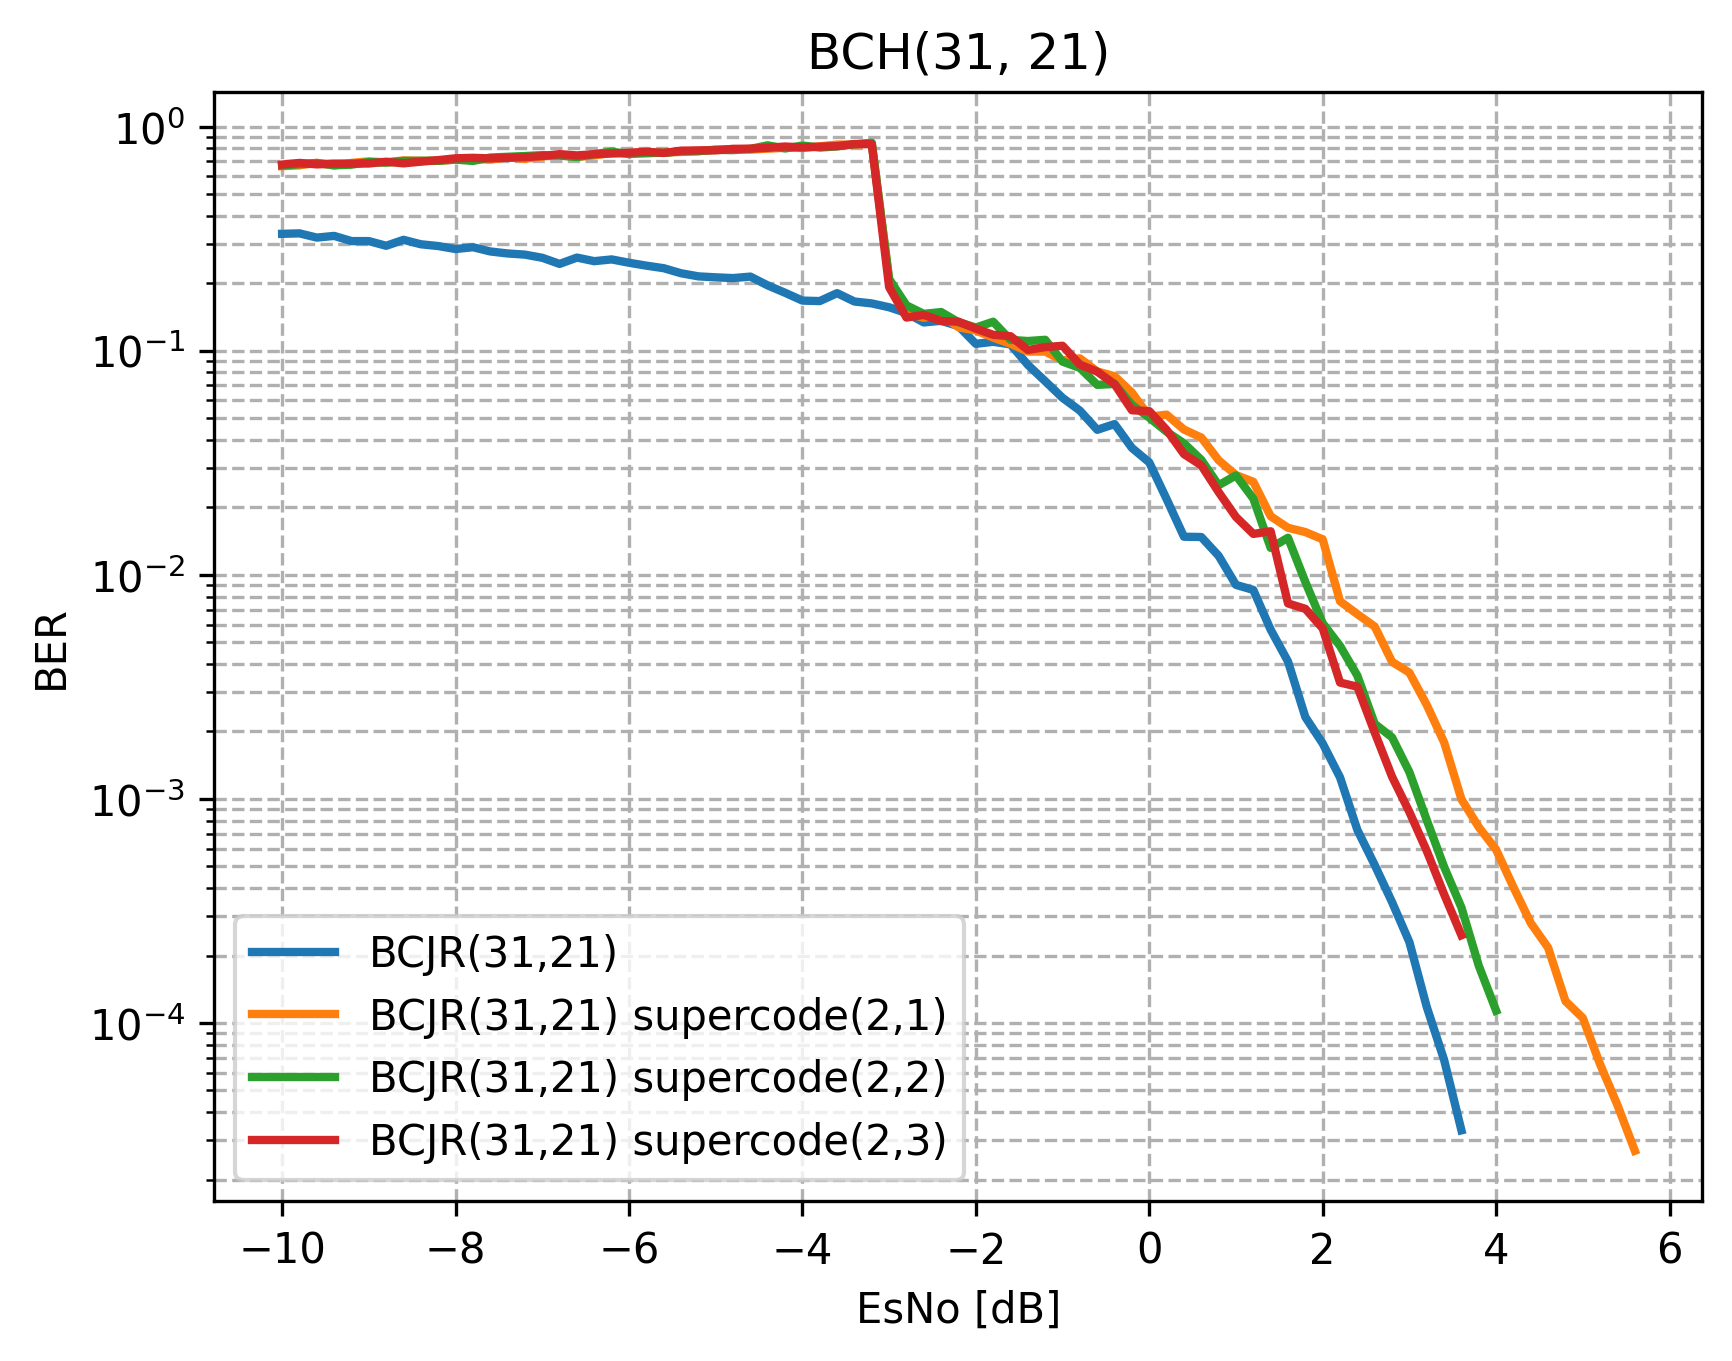 BCH(31, 21)
10⁰
10⁻¹
10⁻²
10⁻³
10⁻⁴
BER
BCJR(31,21)
BCJR(31,21) supercode(2,1)
BCJR(31,21) supercode(2,2)
BCJR(31,21) supercode(2,3)
−10 −8 −6 −4 −2 0 2 4 6
EsNo [dB]